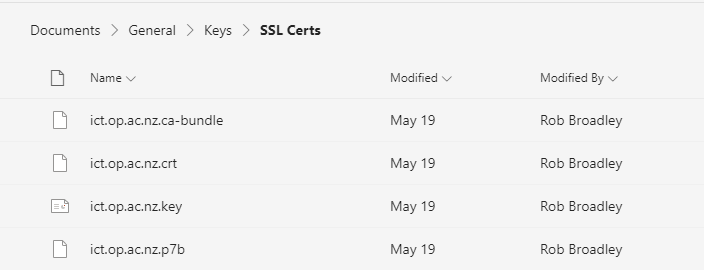 Documents > General > Keys > SSL Certs
Name Modified Modified By
ict.op.ac.nz.ca-bundle May 19 Rob Broadley
ict.op.ac.nz.crt May 19 Rob Broadley
ict.op.ac.nz.key May 19 Rob Broadley
ict.op.ac.nz.p7b May 19 Rob Broadley